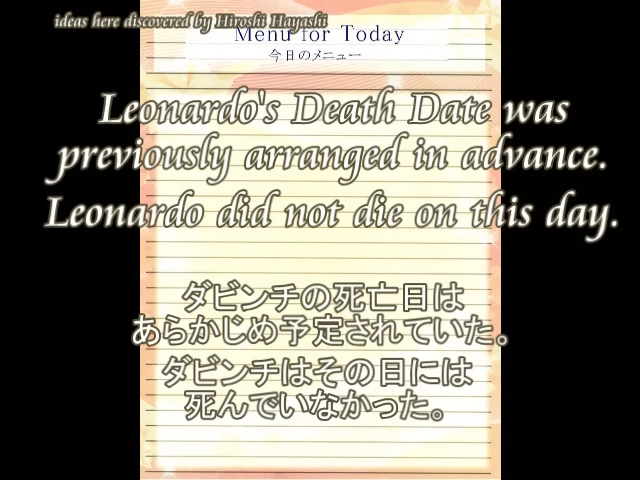 ideas here discovered by Hiroshi Hayashi
Menu for Today
今日のメニュー
Leonardo's Death Date was
previously arranged in advance.
Leonardo did not die on this day.
ダビンチの死亡日は
あらかじめ予定されていた。
ダビンチはその日には
死んでいなかった。